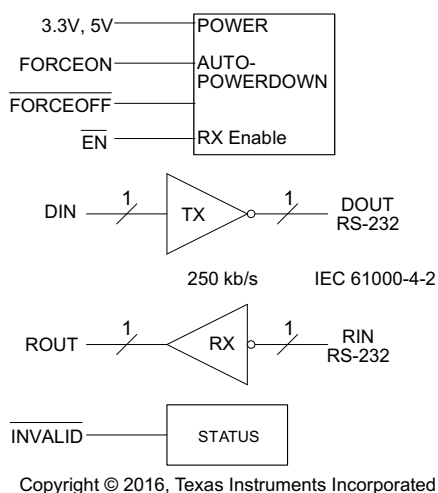 3.3V, 5V POWER
FORCEON AUTO-
POWERDOWN
FORCEOFF
EN RX Enable
DIN 1 TX 1 DOUT
RS-232
250 kb/s IEC 61000-4-2
ROUT 1 RX 1 RIN
RS-232
INVALID STATUS
Copyright © 2016, Texas Instruments Incorporated